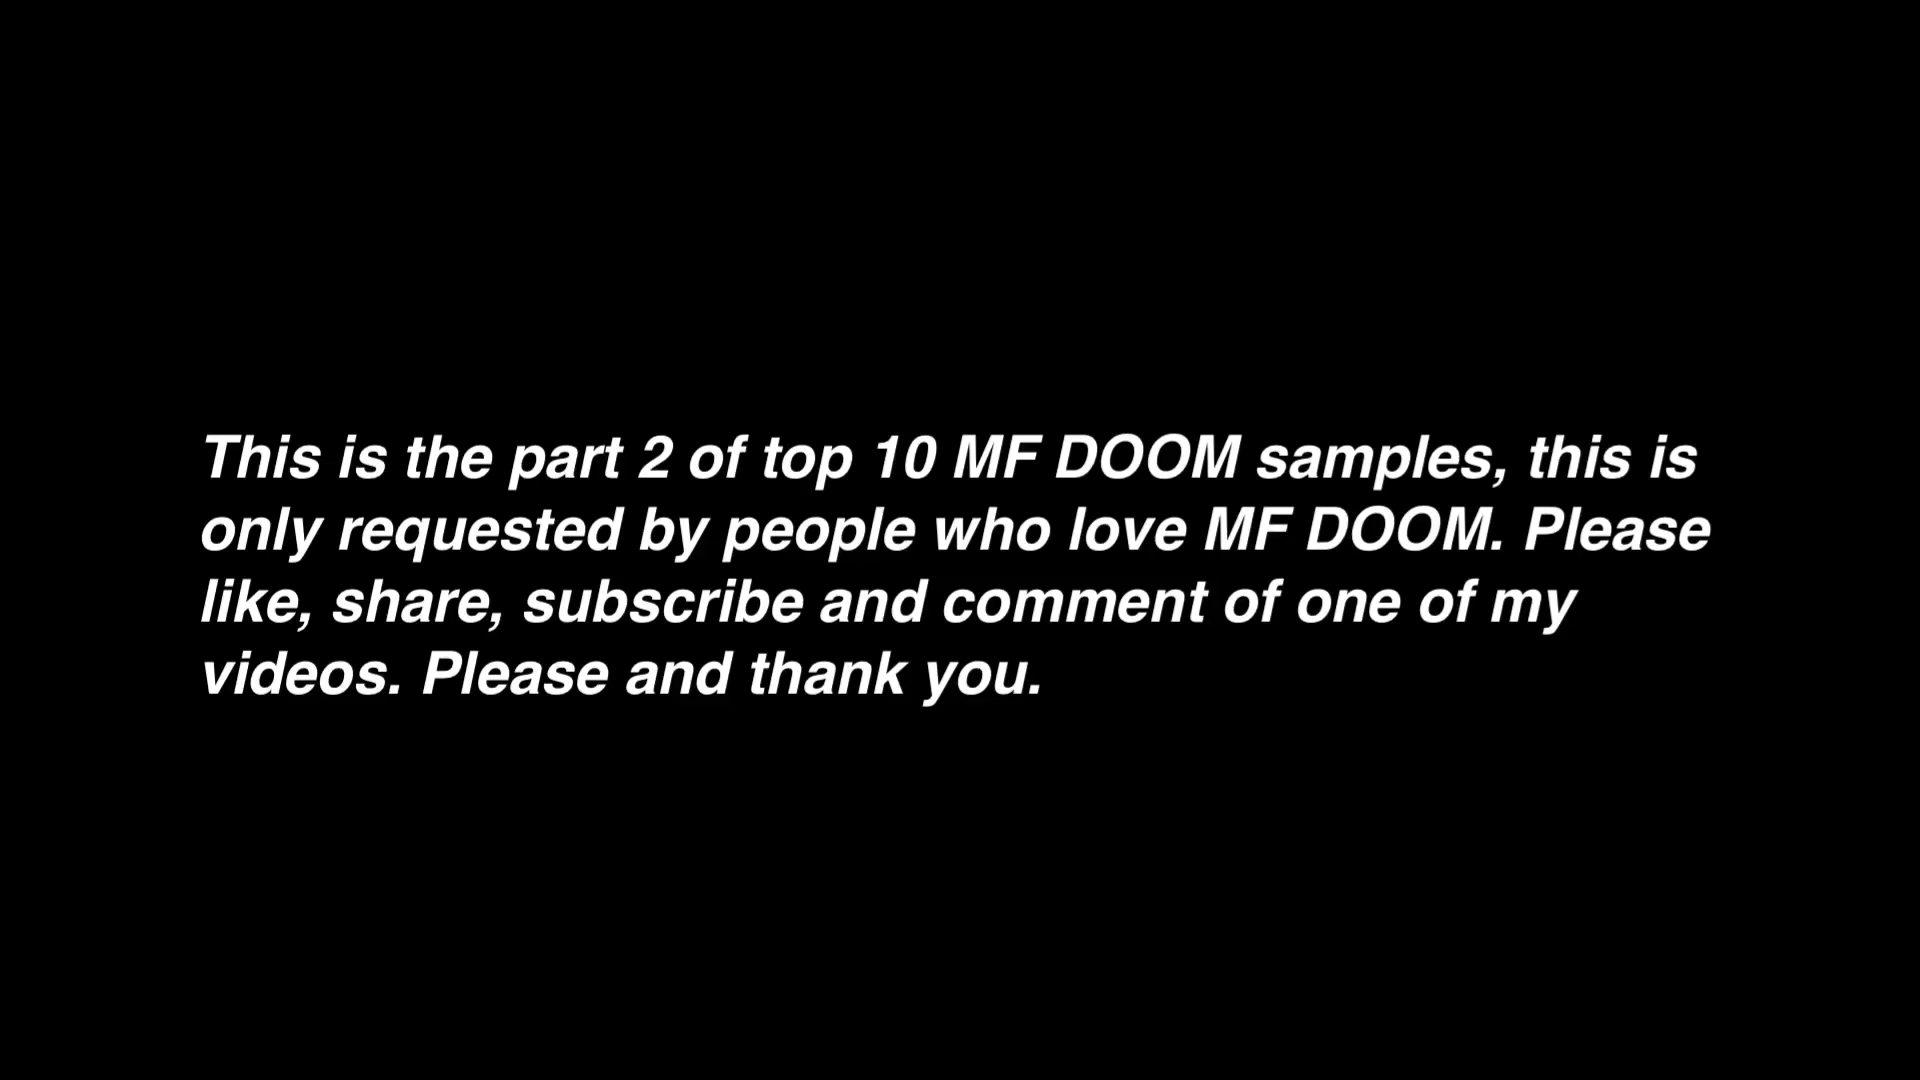 This is the part 2 of top 10 MF DOOM samples, this is
only requested by people who love MF DOOM. Please
like, share, subscribe and comment of one of my
videos. Please and thank you.